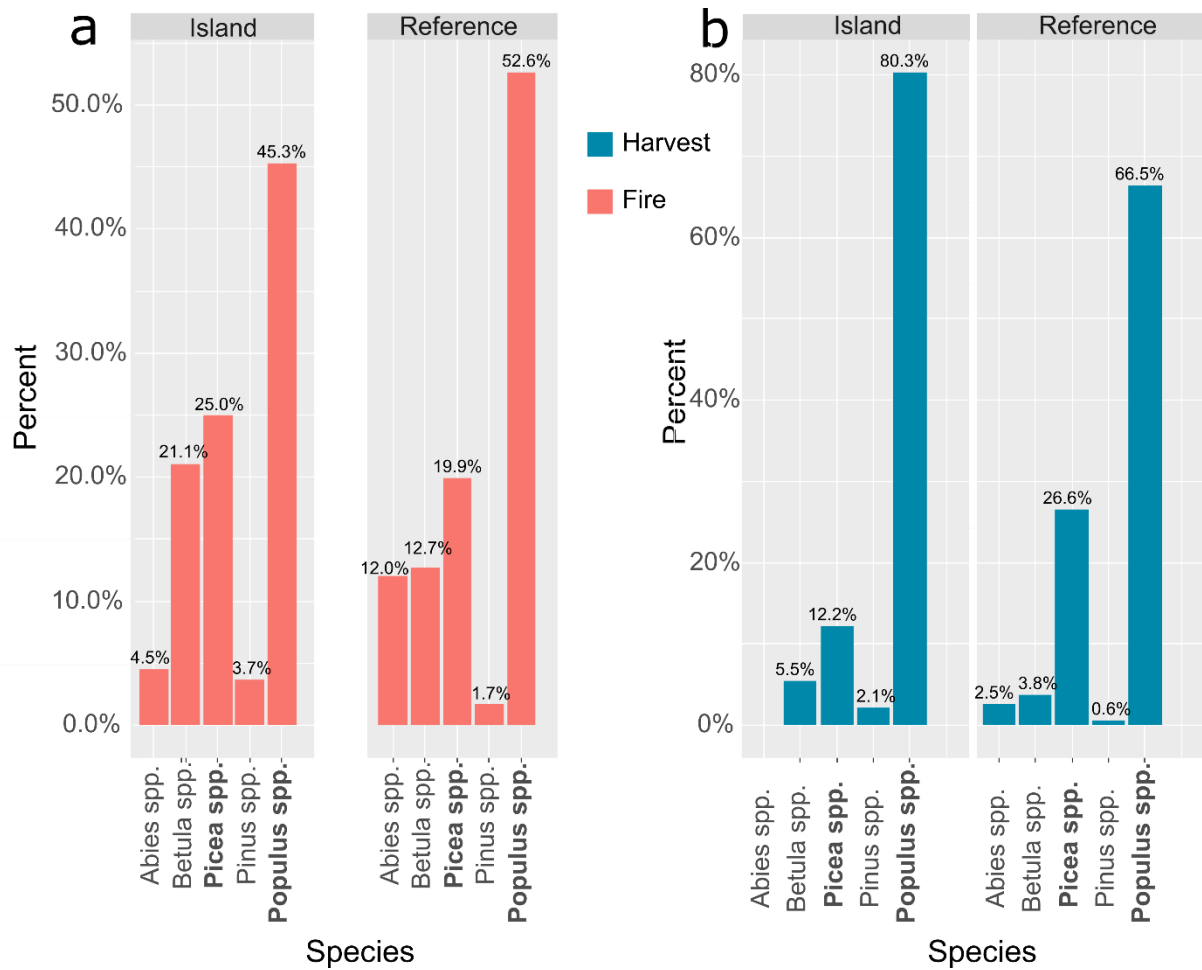 a
Island
Reference
Percent
50.0%
40.0%
30.0%
20.0%
10.0%
0.0%
4.5%
21.1%
25.0%
3.7%
45.3%
12.0%
12.7%
19.9%
1.7%
52.6%
Abies spp.
Betula spp.
Picea spp.
Pinus spp.
Populus spp.
Abies spp.
Betula spp.
Picea spp.
Pinus spp.
Populus spp.
Species
Harvest
Fire
b
Island
Reference
Percent
80%
60%
40%
20%
0%
5.5%
12.2%
2.1%
80.3%
2.5%
3.8%
26.6%
0.6%
66.5%
Abies spp.
Betula spp.
Picea spp.
Pinus spp.
Populus spp.
Abies spp.
Betula spp.
Picea spp.
Pinus spp.
Populus spp.
Species